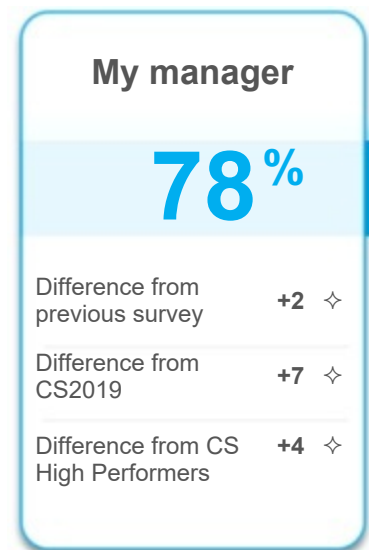 My manager
78%
Difference from
previous survey
+2 ✧
Difference from
CS2019
+7 ✧
Difference from CS
High Performers
+4 ✧